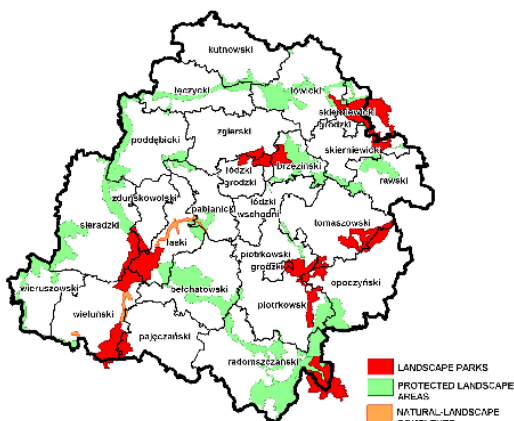 kutnowski
łęczycki
łowicki
skierniewicki
grodzki
poddębicki
zgierski
skierniewicki
łódzki
grodzki
brzeziński
rawski
zduńskowolski
pabianicki
łódzki
wschodni
tomaszowski
sieradzki
łaski
piotrkowski
grodzki
wieruszowski
bełchatowski
opoczyński
wieluński
piotrkowski
pajęczański
radomszczański
LANDSCAPE PARKS
PROTECTED LANDSCAPE
AREAS
NATURAL-LANDSCAPE